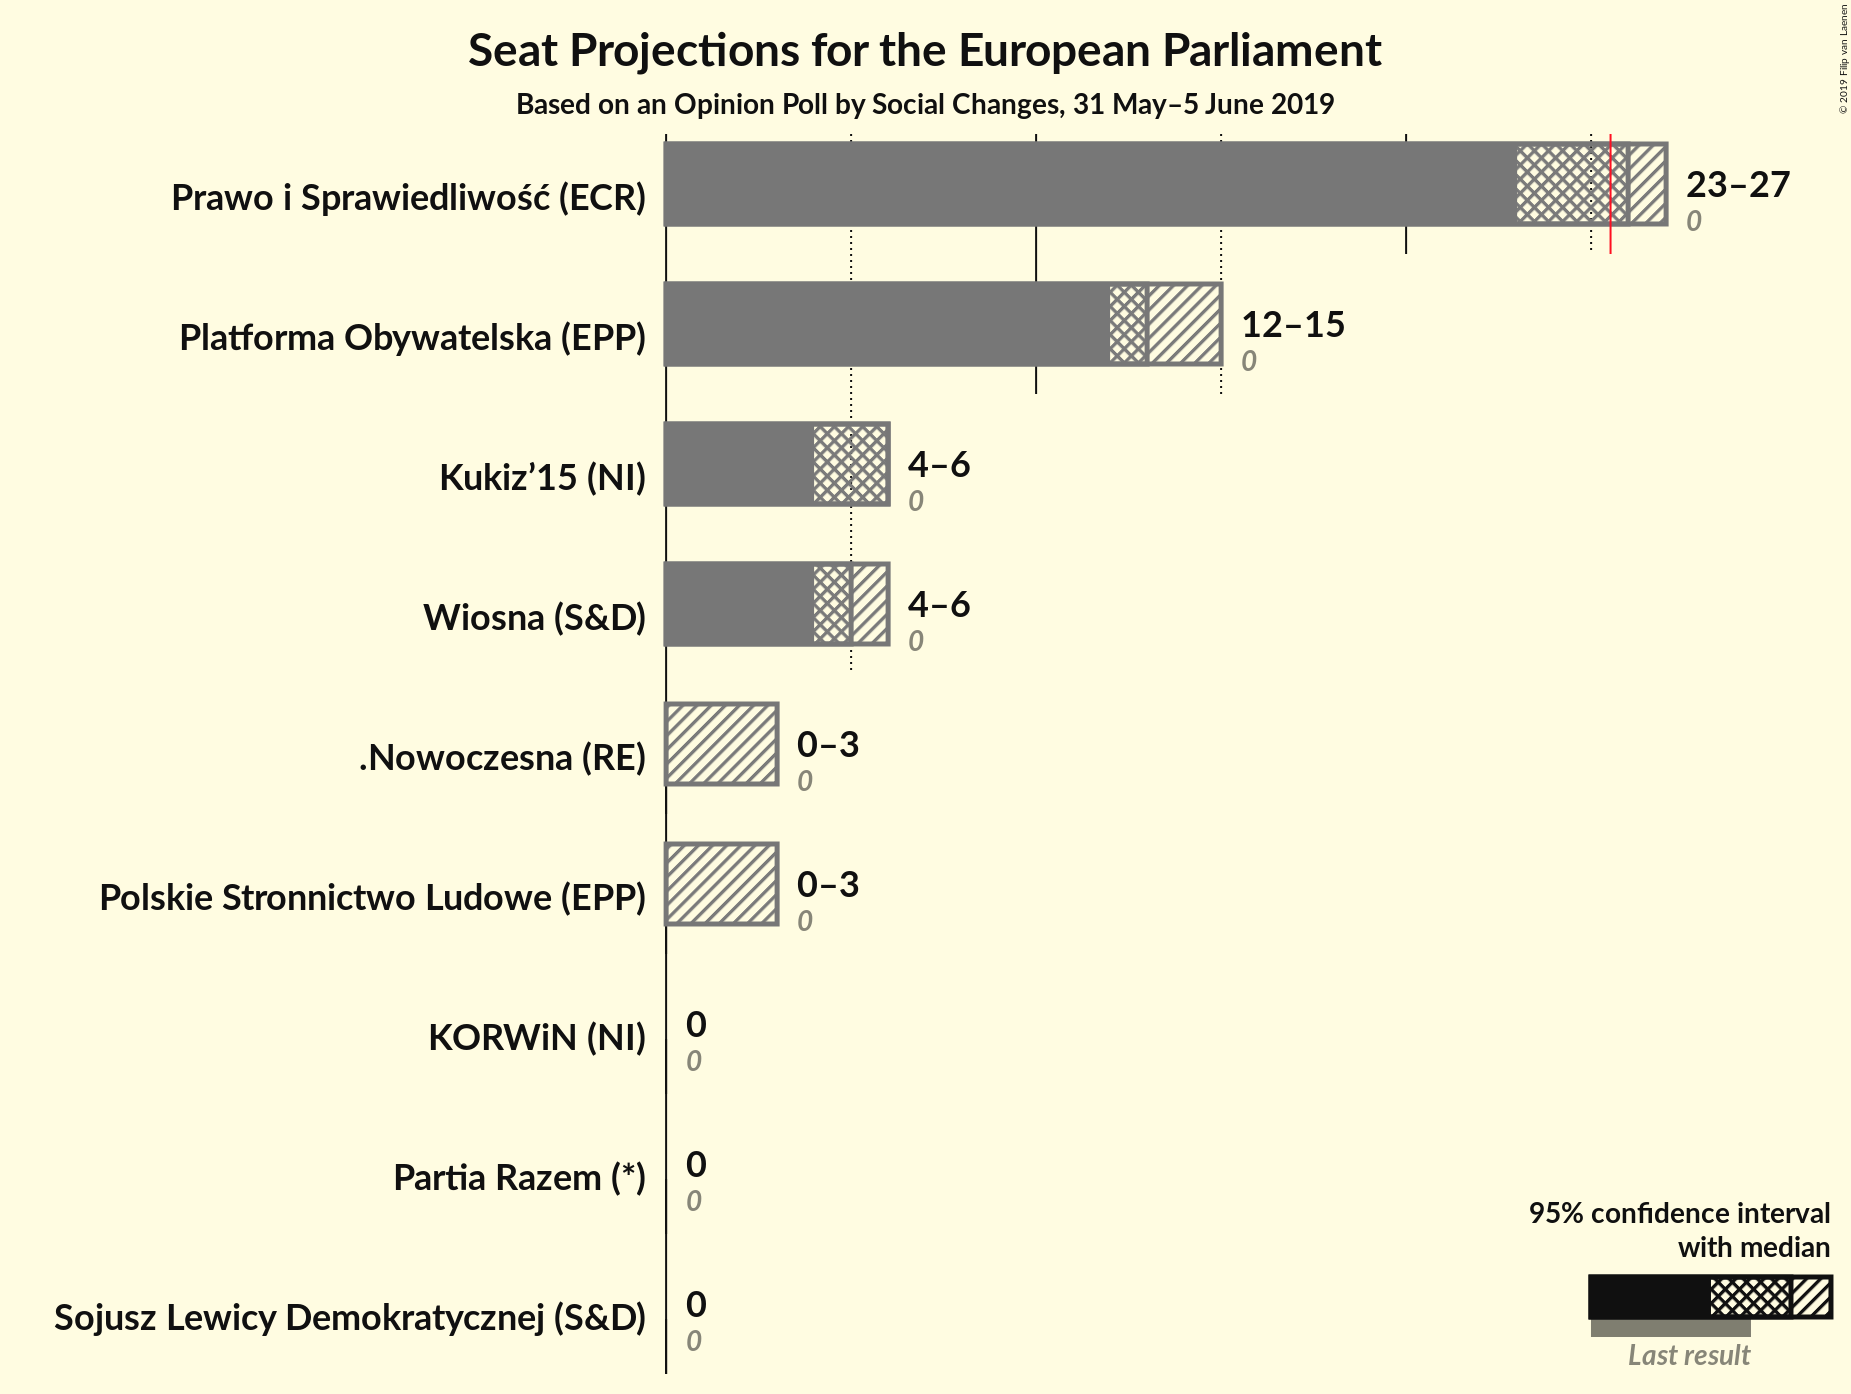 Seat Projections for the European Parliament
Based on an Opinion Poll by Social Changes, 31 May–5 June 2019
© 2019 Filip van Laenen
Prawo i Sprawiedliwość (ECR)
23–27
0
Platforma Obywatelska (EPP)
12–15
0
Kukiz’15 (NI)
4–6
0
Wiosna (S&D)
4–6
0
.Nowoczesna (RE)
0–3
0
Polskie Stronnictwo Ludowe (EPP)
0–3
0
KORWiN (NI)
0
0
Partia Razem (*)
0
0
Sojusz Lewicy Demokratycznej (S&D)
0
0
95% confidence interval
with median
Last result